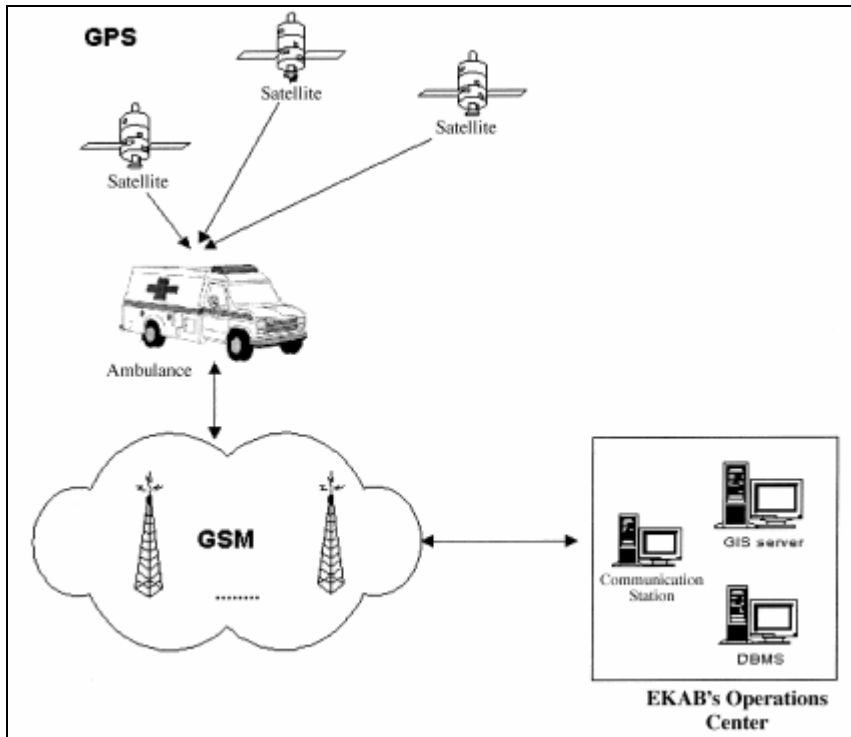 GPS
Satellite
Satellite
Satellite
Ambulance
GSM
........
GIS server
Communication
Station
DBMS
EKAB's Operations
Center